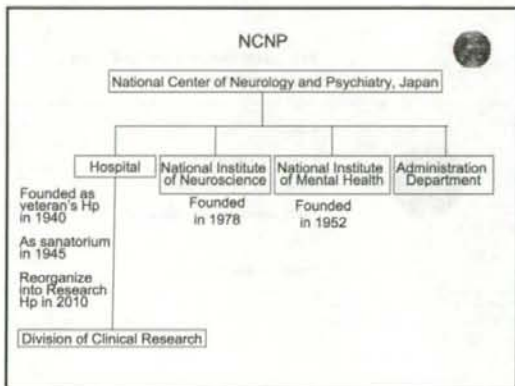 NCNP
National Center of Neurology and Psychiatry, Japan
Hospital
National Institute
of Neuroscience
National Institute
of Mental Health
Administration
Department
Founded as
veteran's Hp
in 1940
As sanatorium
in 1945
Reorganize
into Research
Hp in 2010
Founded
in 1978
Founded
in 1952
Division of Clinical Research